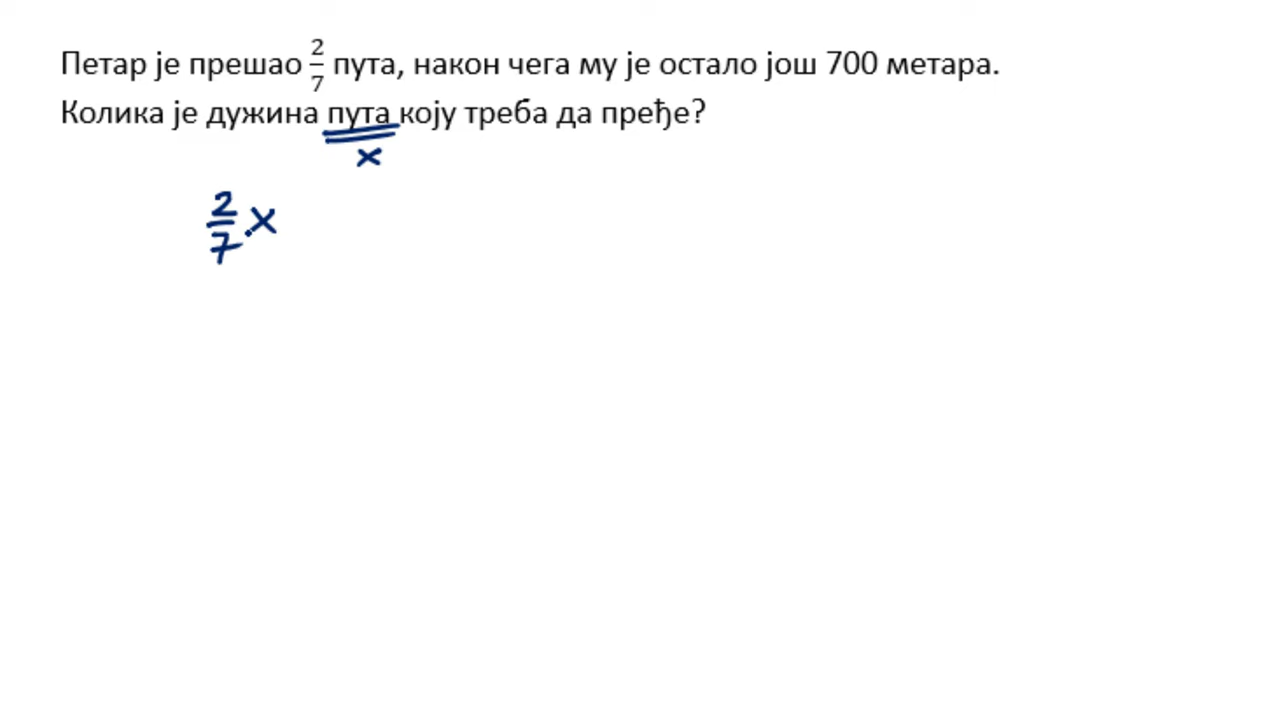 Петар је прешао 2/7 пута, након чега му је остало још 700 метара.
Колика је дужина пута коју треба да пређе?
x
2/7 · x